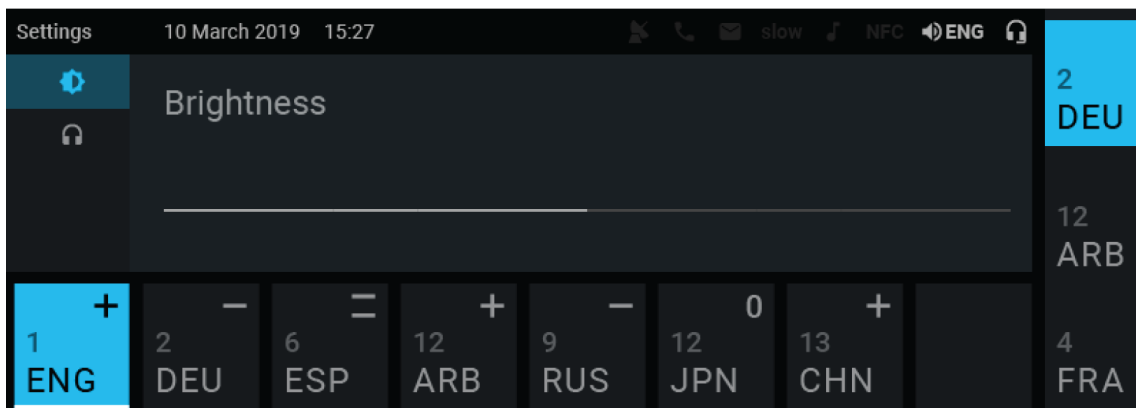 Settings 10 March 2019 15:27 slow NFC ENG
Brightness
+ − = + − 0 +
1 2 6 12 9 12 13
ENG DEU ESP ARB RUS JPN CHN
2
DEU
12
ARB
4
FRA